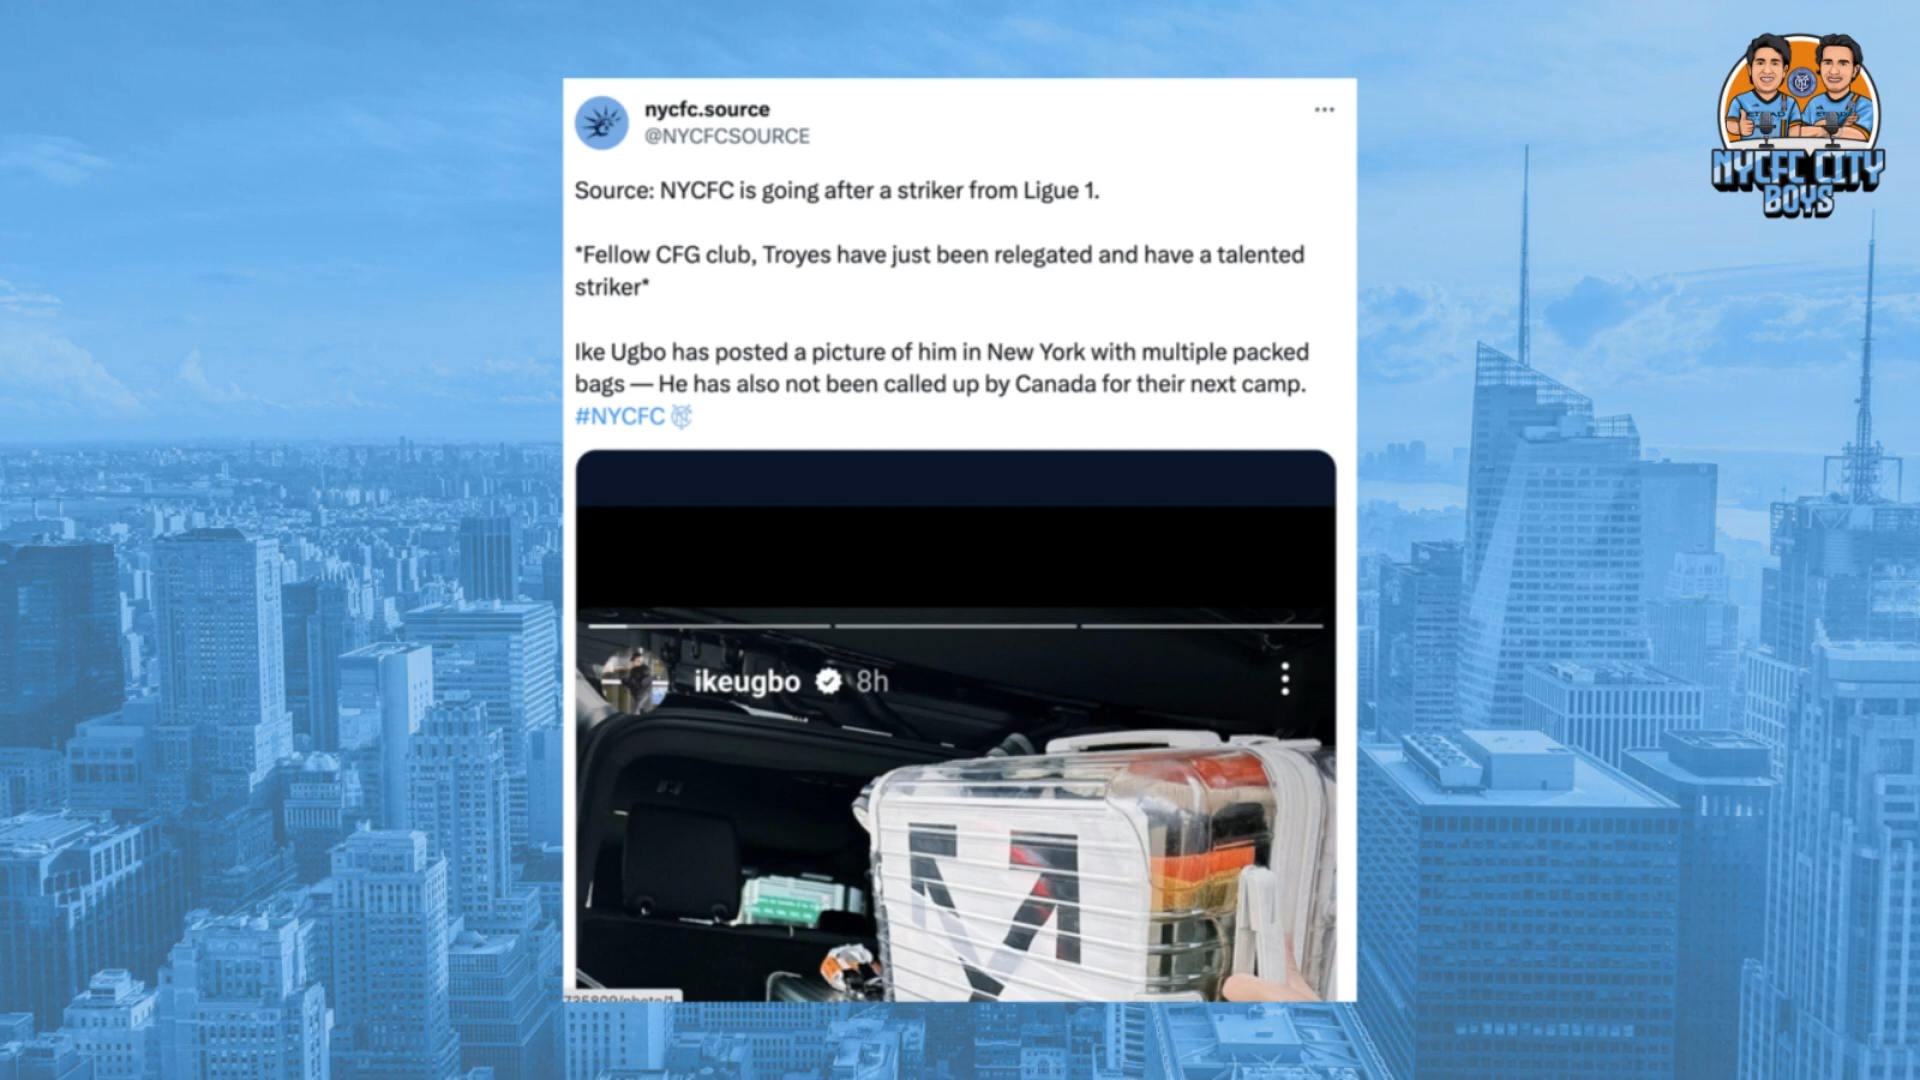 nycfc.source
@NYCFCSOURCE
Source: NYCFC is going after a striker from Ligue 1.
*Fellow CFG club, Troyes have just been relegated and have a talented
striker*
Ike Ugbo has posted a picture of him in New York with multiple packed
bags — He has also not been called up by Canada for their next camp.
#NYCFC
ikeugbo 8h
M
NYCFC CITY
BOYS